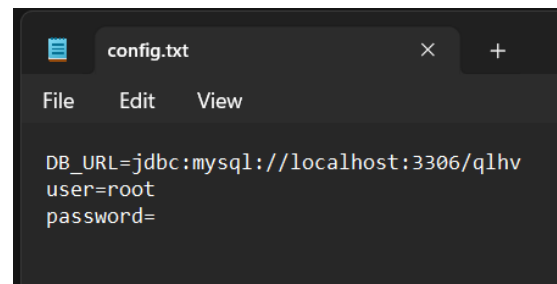 config.txt
File Edit View
DB_URL=jdbc:mysql://localhost:3306/qlhv
user=root
password=